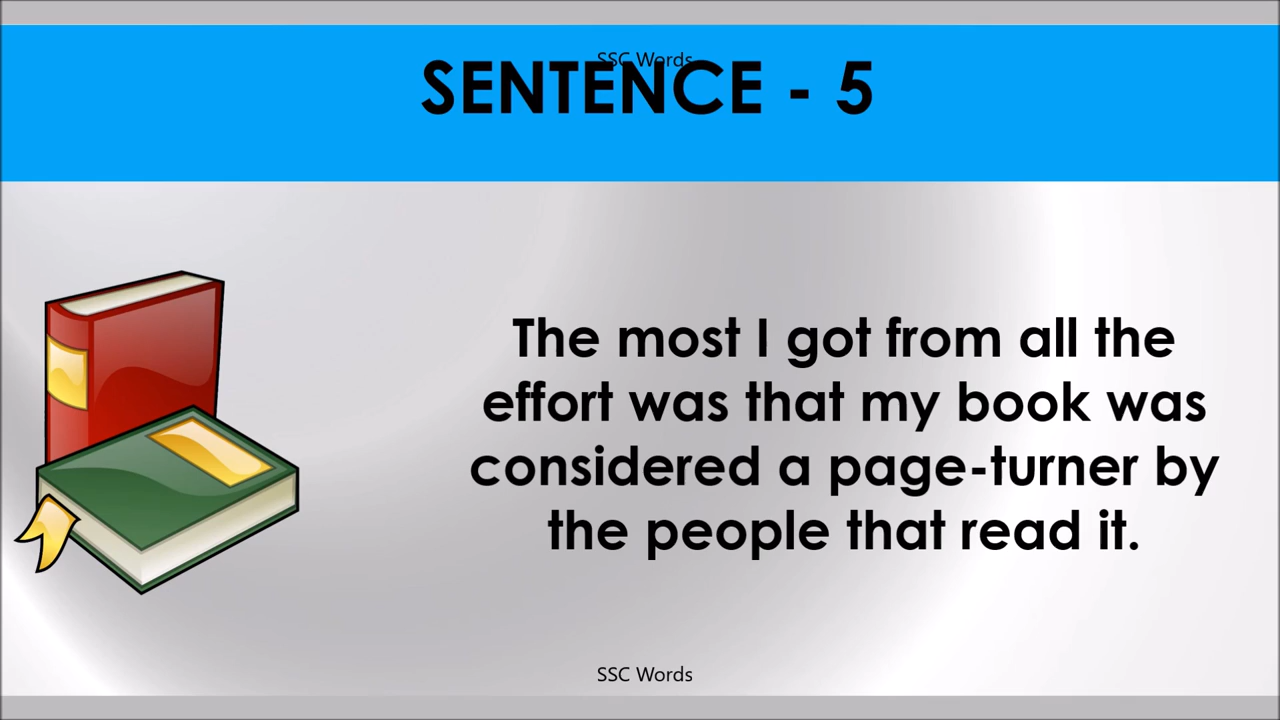 SSC Words
SENTENCE - 5
The most I got from all the
effort was that my book was
considered a page-turner by
the people that read it.
SSC Words